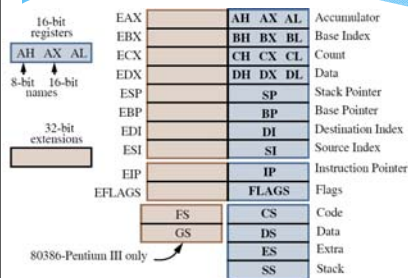 16-bit
registers
AH AX AL
8-bit 16-bit
names
32-bit
extensions
EAX AH AX AL Accumulator
EBX BH BX BL Base Index
ECX CH CX CL Count
EDX DH DX DL Data
ESP SP Stack Pointer
EBP BP Base Pointer
EDI DI Destination Index
ESI SI Source Index
EIP IP Instruction Pointer
EFLAGS FLAGS Flags
FS CS Code
GS DS Data
ES Extra
SS Stack
80386-Pentium III only